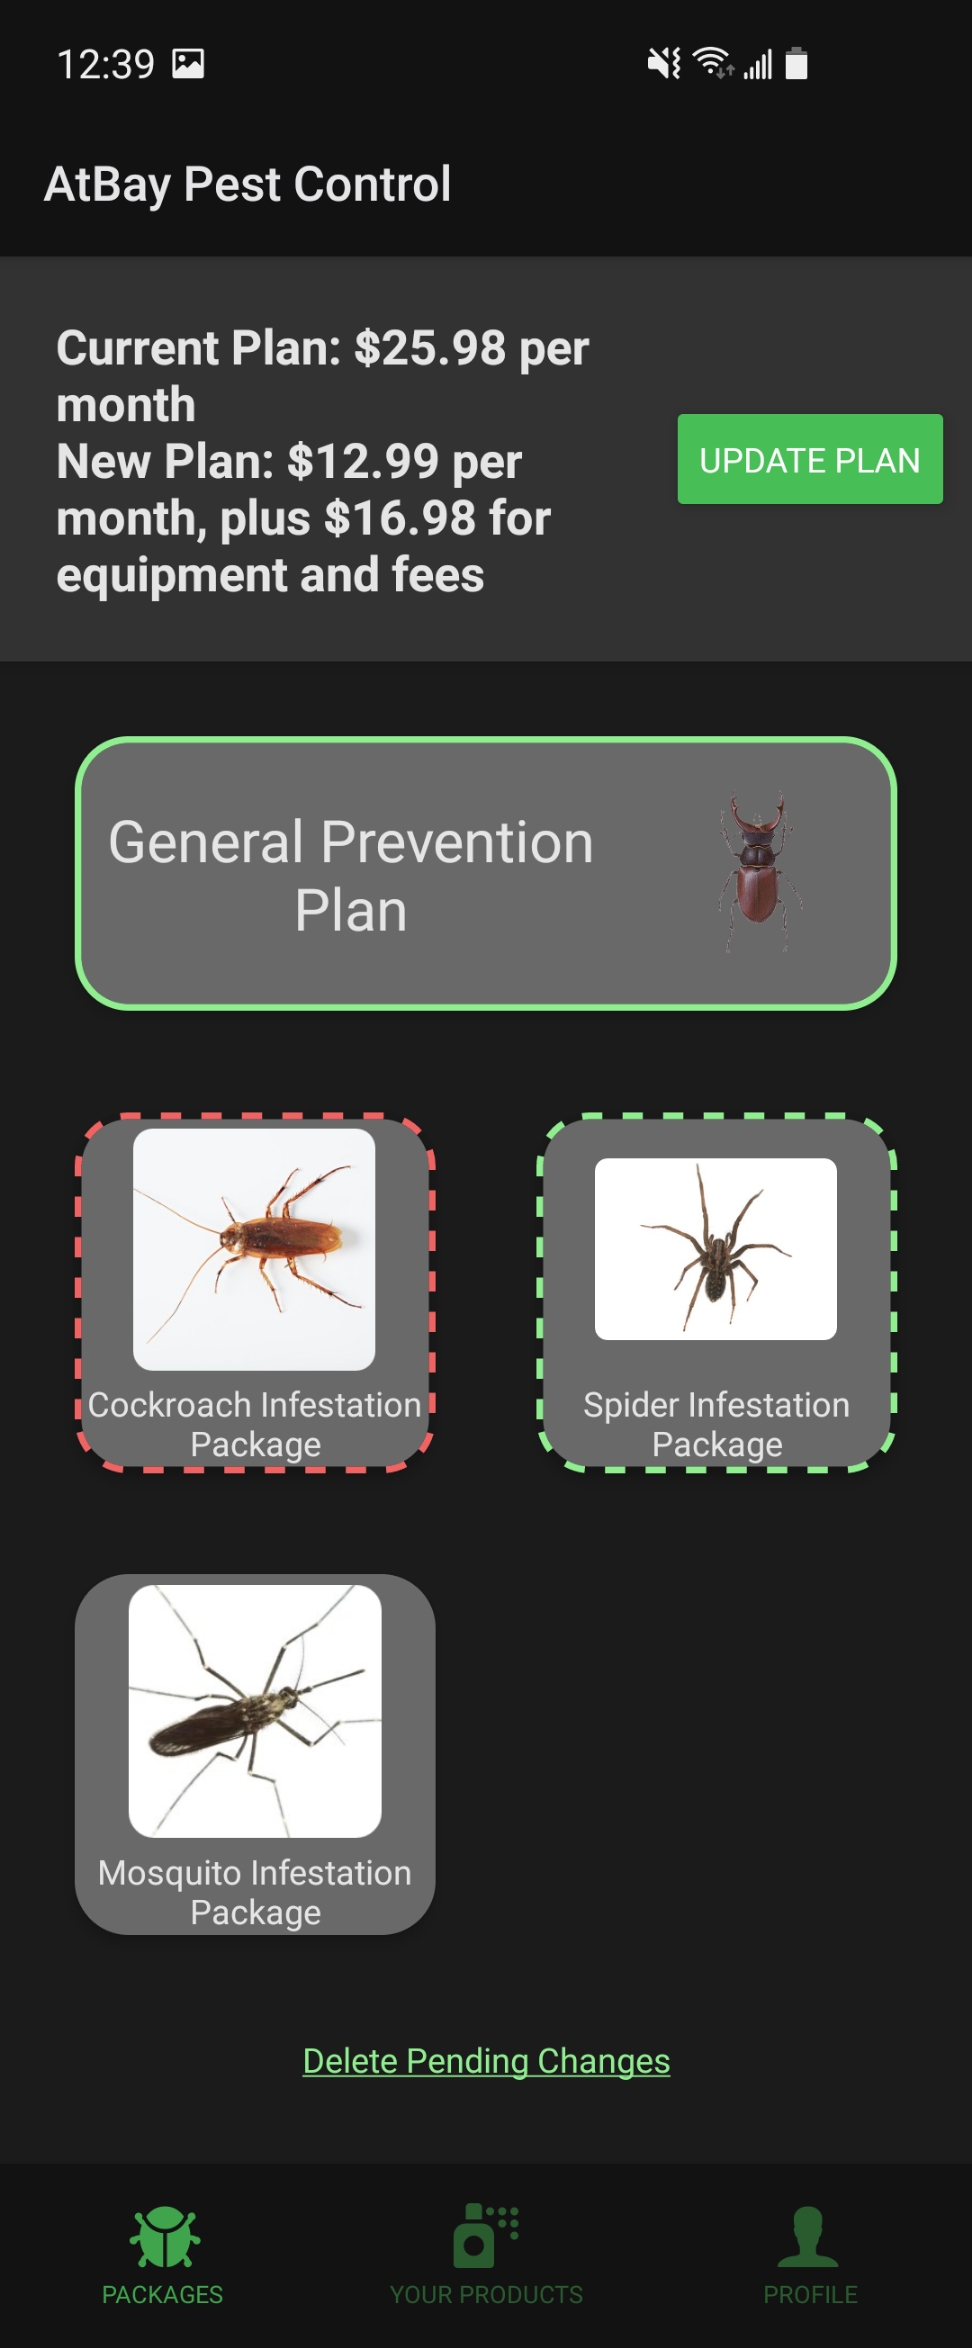 12:39
AtBay Pest Control
Current Plan: $25.98 per
month
New Plan: $12.99 per
month, plus $16.98 for
equipment and fees
UPDATE PLAN
General Prevention
Plan
Cockroach Infestation
Package
Spider Infestation
Package
Mosquito Infestation
Package
Delete Pending Changes
PACKAGES
YOUR PRODUCTS
PROFILE